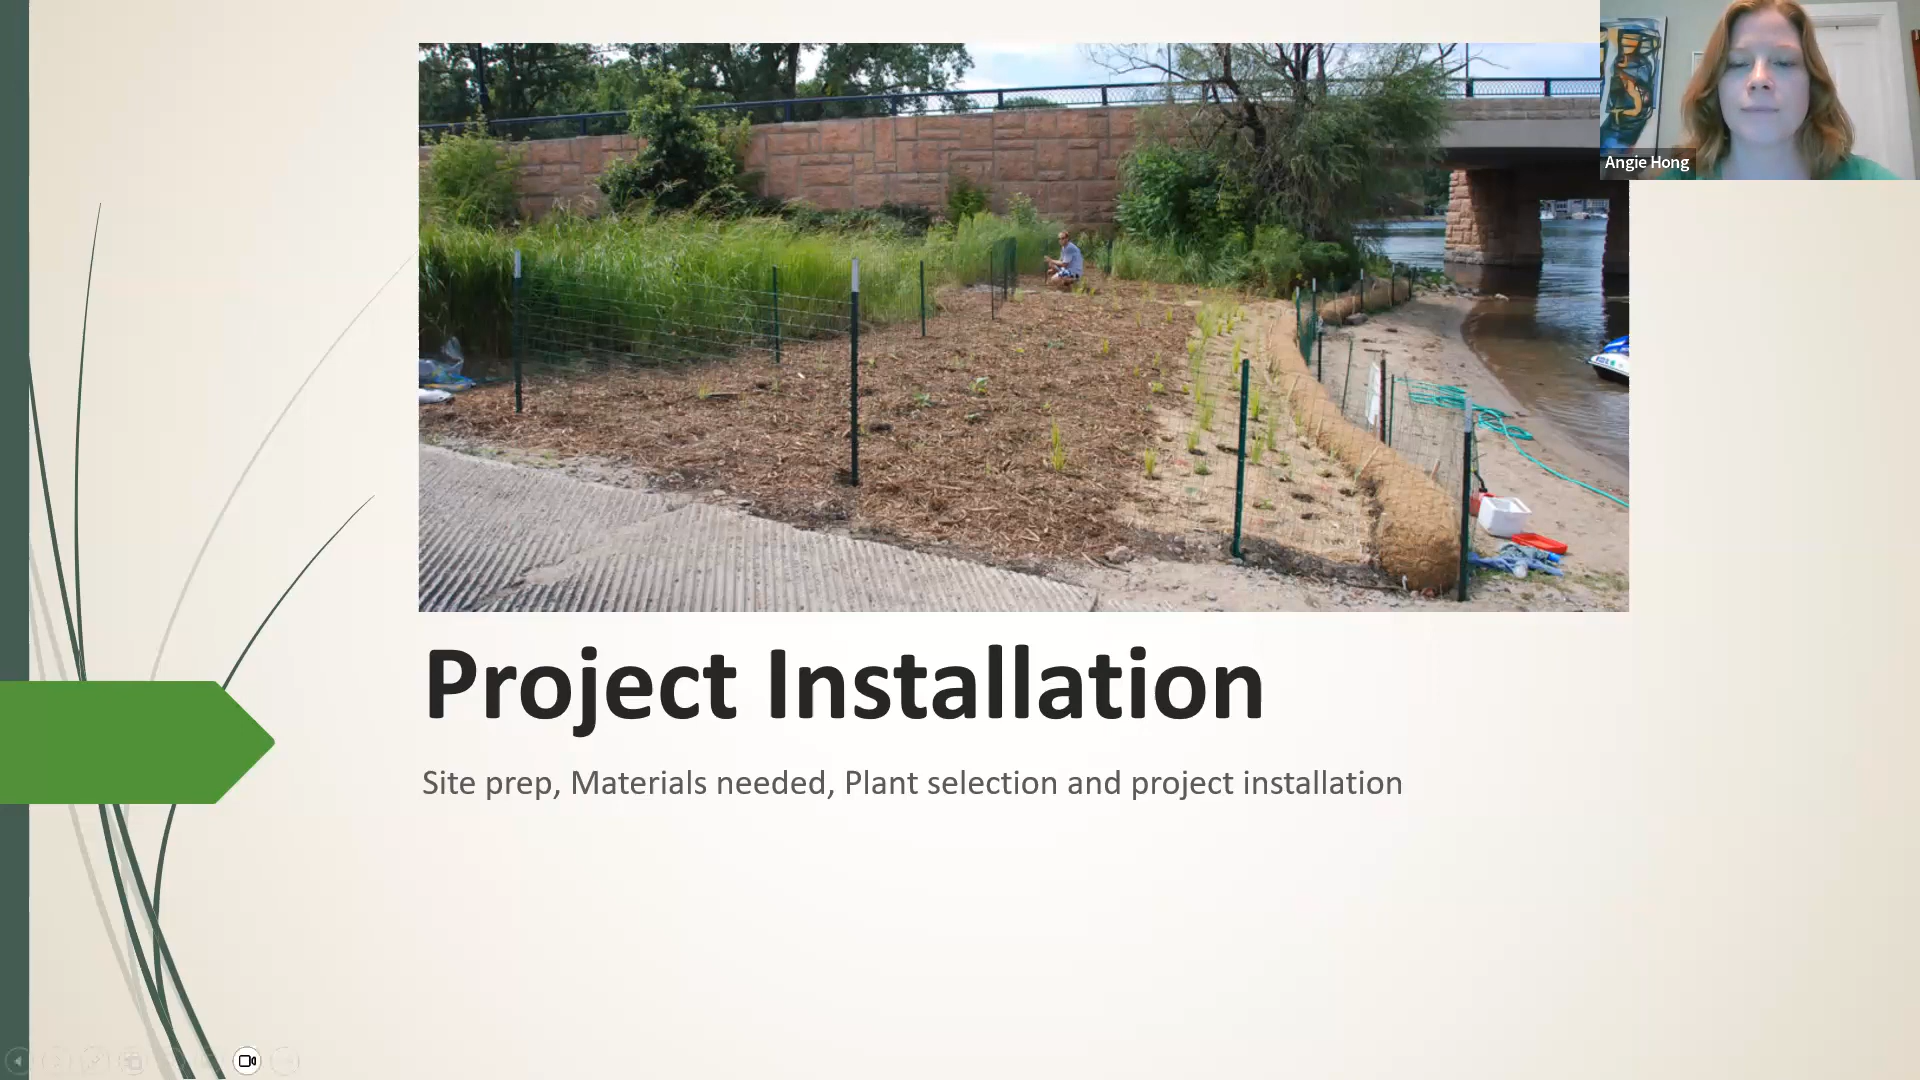 Angie Hong
Project Installation
Site prep, Materials needed, Plant selection and project installation